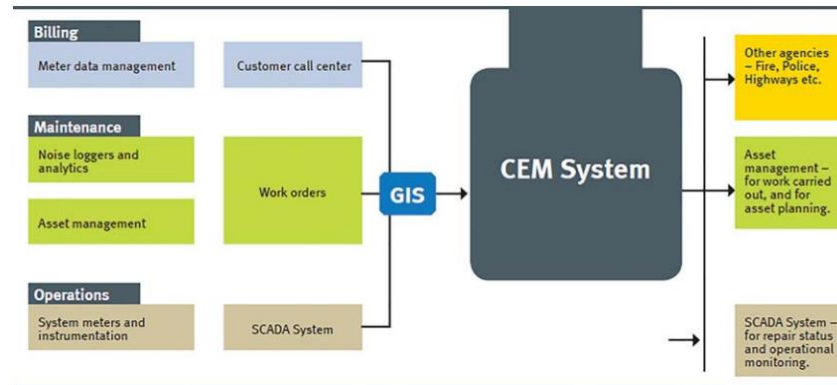 Billing
Meter data management
Customer call center
Maintenance
Noise loggers and
analytics
Asset management
Work orders
Operations
System meters and
instrumentation
SCADA System
GIS
CEM System
Other agencies
– Fire, Police,
Highways etc.
Asset
management –
for work carried
out, and for
asset planning.
SCADA System –
for repair status
and operational
monitoring.